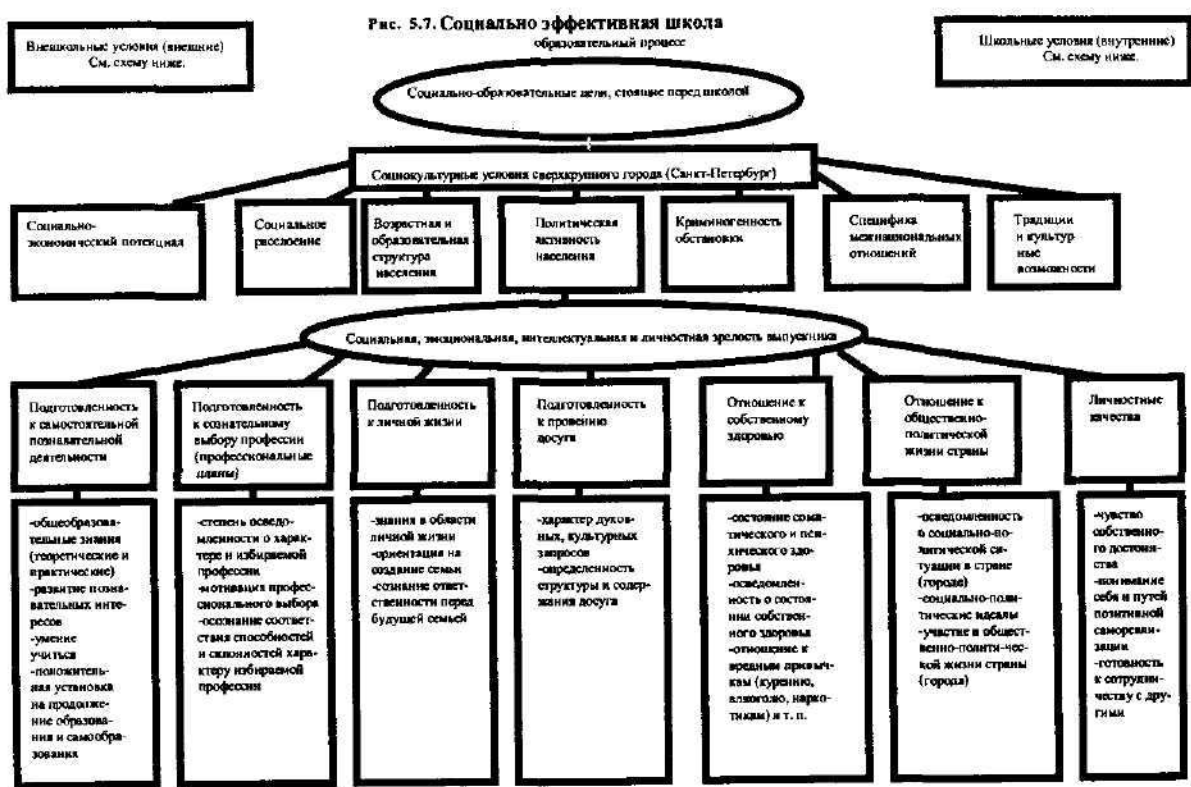 Рис. 5.7. Социально эффективная школа
образовательный процесс
Внешкольные условия (внешние)
См. схему ниже.
Школьные условия (внутренние)
См. схему ниже.
Социально-образовательные цели, стоящие перед школой
Социокультурные условия сверхкрупного города (Санкт-Петербург)
Социально-
экономический потенциал
Социальное
расслоение
Возрастная и
образовательная
структура
населения
Политическая
активность
населения
Криминогенность
обстановки
Специфика
межнациональных
отношений
Традиции
и культур
ные
возможности
Социальная, эмоциональная, интеллектуальная и личностная зрелость выпускника
Подготовленность
к самостоятельной
познавательной
деятельности
Подготовленность
к сознательному
выбору профессии
(профессиональные
планы)
Подготовленность
к личной жизни
Подготовленность
к провению
досуга
Отношение к
собственному
здоровью
Отношение к
общественно-
политической
жизни страны
Личностные
качества
-общеобразова-
тельные знания
(теоретические и
практические)
-развитие позна-
вательных инте-
ресов
-умение
учиться
-положитель-
ная установка
на продолже-
ние образова-
ния и самообра-
зования
-степень осведо-
мленности о харак-
тере и избираемой
профессии
-мотивация профес-
сионального выбора
-осознание соответ-
ствия способностей
и склонностей хара-
ктеру избираемой
профессии
-знания в области
личной жизни
-ориентация на
создание семьи
-сознание ответ-
ственности перед
будущей семьей
-характер духов-
ных, культурных
запросов
-определенность
структуры и содер-
жания досуга
-состояние сома-
тического и пси-
хического здо-
ровья
-осведомлен-
ность о состоя-
нии собствен-
ного здоровья
-отношение к
вредным привыч-
кам (курению,
алкоголю, нарко-
тикам) и т. п.
-осведомленность
о социально-по-
литической си-
туации в стране
(городе)
-социально-поли-
тические идеалы
-участие в общест-
венно-полити-чес-
кой жизни страны
(города)
-чувство
собственно-
го достоин-
ства
-понимание
себя и путей
позитивной
самореали-
зации
-готовность
к сотрудни-
честву с дру-
гими